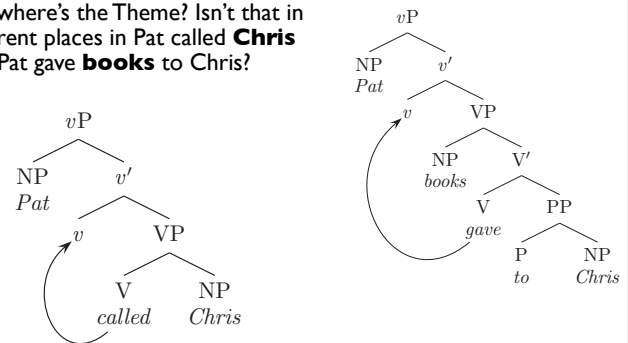 where's the Theme? Isn't that in
rent places in Pat called Chris
Pat gave books to Chris?
vP
NP
Pat
v′
v
VP
V
called
NP
Chris
vP
NP
Pat
v′
v
VP
NP
books
V′
V
gave
PP
P
to
NP
Chris